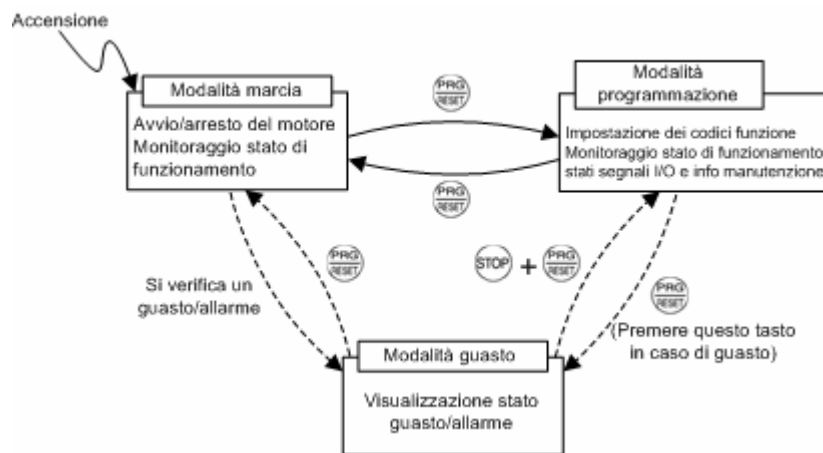 Accensione
Modalità marcia
Avvio/arresto del motore
Monitoraggio stato di
funzionamento
PRG
RESET
PRG
RESET
Modalità
programmazione
Impostazione dei codici funzione
Monitoraggio stato di funzionamento
stati segnali I/O e info manutenzione
Si verifica un
guasto/allarme
PRG
RESET
STOP + PRG
RESET
PRG
RESET
(Premere questo tasto
in caso di guasto)
Modalità guasto
Visualizzazione stato
guasto/allarme